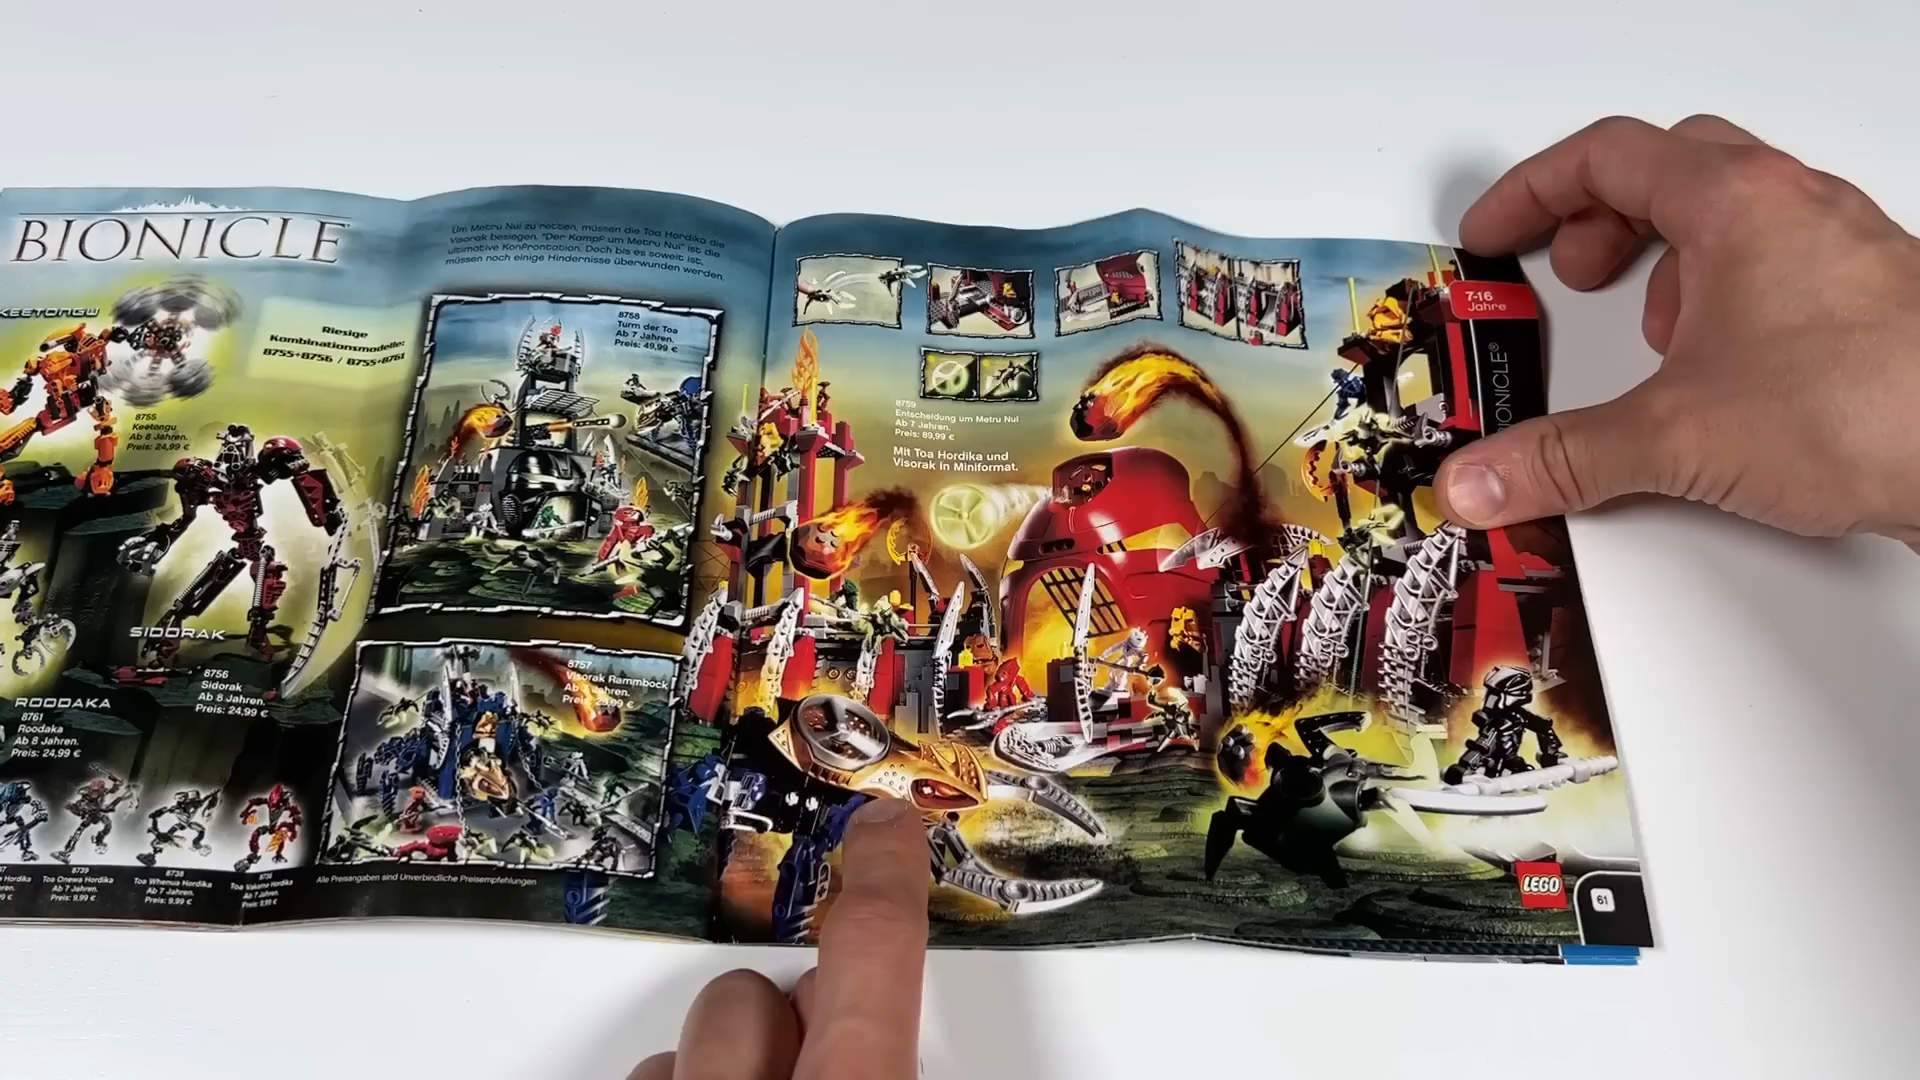 BIONICLE
Um Metru Nui zu retten, müssen die Toa Hordika die
Visorak besiegen. "Der Kampf um Metru Nui" ist die
ultimative Konfrontation. Doch bis es soweit ist,
müssen noch einige Hindernisse überwunden werden.
KEETONGU
Riesige
Kombinationsmodelle:
8755+8756 / 8755+8761
8755
Keetongu
Ab 8 Jahren.
Preis: 24,99 €
8758
Turm der Toa
Ab 7 Jahren.
Preis: 49,99 €
SIDORAK
8756
Sidorak
Ab 8 Jahren.
Preis: 24,99 €
ROODAKA
8761
Roodaka
Ab 8 Jahren.
Preis: 24,99 €
8757
Visorak Rammbock
Ab Jahren.
Hordika
8739
Toa Onewa Hordika
Ab 7 Jahren.
Preis: 9,99 €
8738
Toa Whenua Hordika
Ab 7 Jahren.
Preis: 9,99 €
8736
Toa Vakama Hordika
Ab 7 Jahren.
Preis: 9,99 €
Alle Preisangaben sind Unverbindliche Preisempfehlungen
8759
Entscheidung um Metru Nui
Ab 7 Jahren.
Preis: 89,99 €
Mit Toa Hordika und
Visorak in Miniformat.
7-16
Jahre
BIONICLE®
LEGO
61